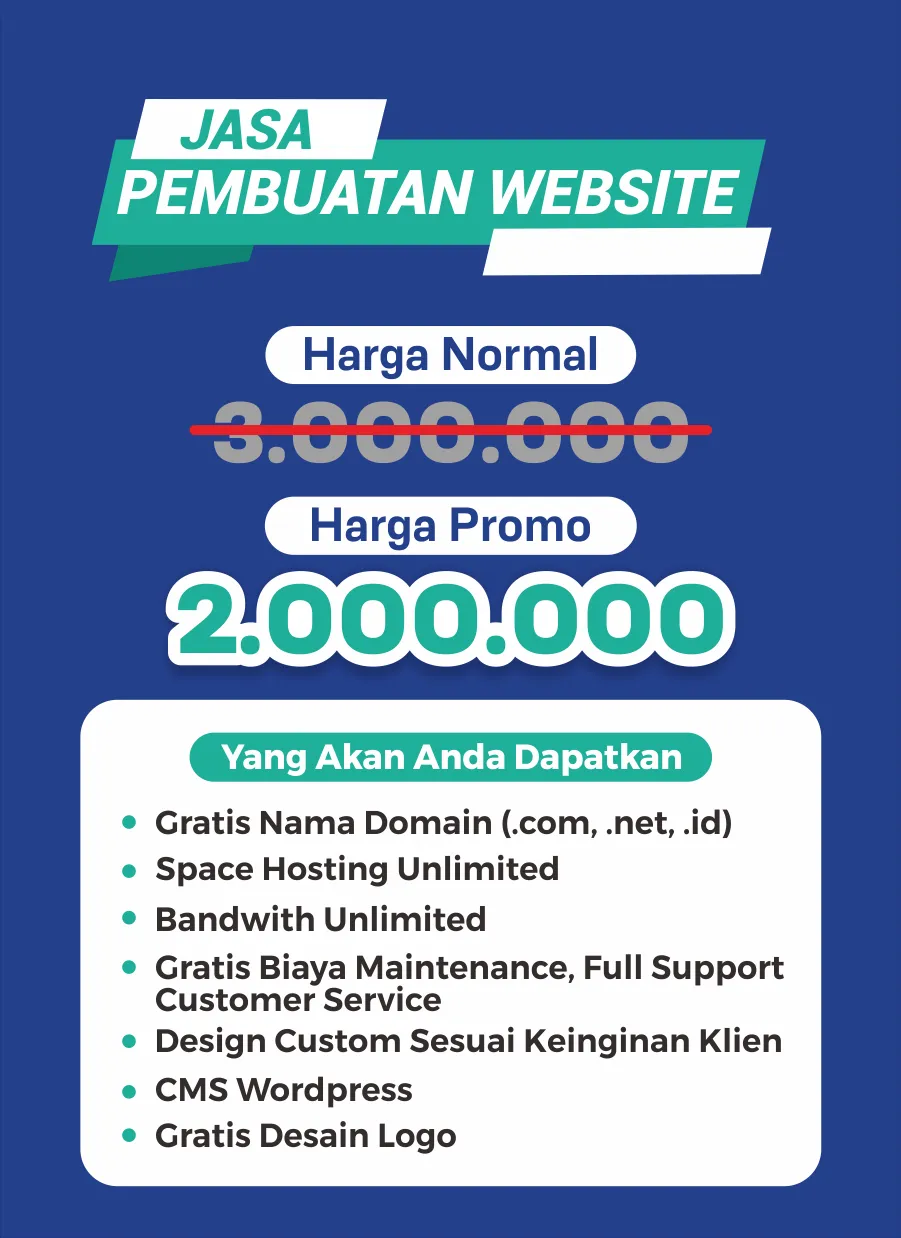 JASA
PEMBUATAN WEBSITE
Harga Normal
3.000.000
Harga Promo
2.000.000
Yang Akan Anda Dapatkan
• Gratis Nama Domain (.com, .net, .id)
• Space Hosting Unlimited
• Bandwith Unlimited
• Gratis Biaya Maintenance, Full Support
Customer Service
• Design Custom Sesuai Keinginan Klien
• CMS Wordpress
• Gratis Desain Logo